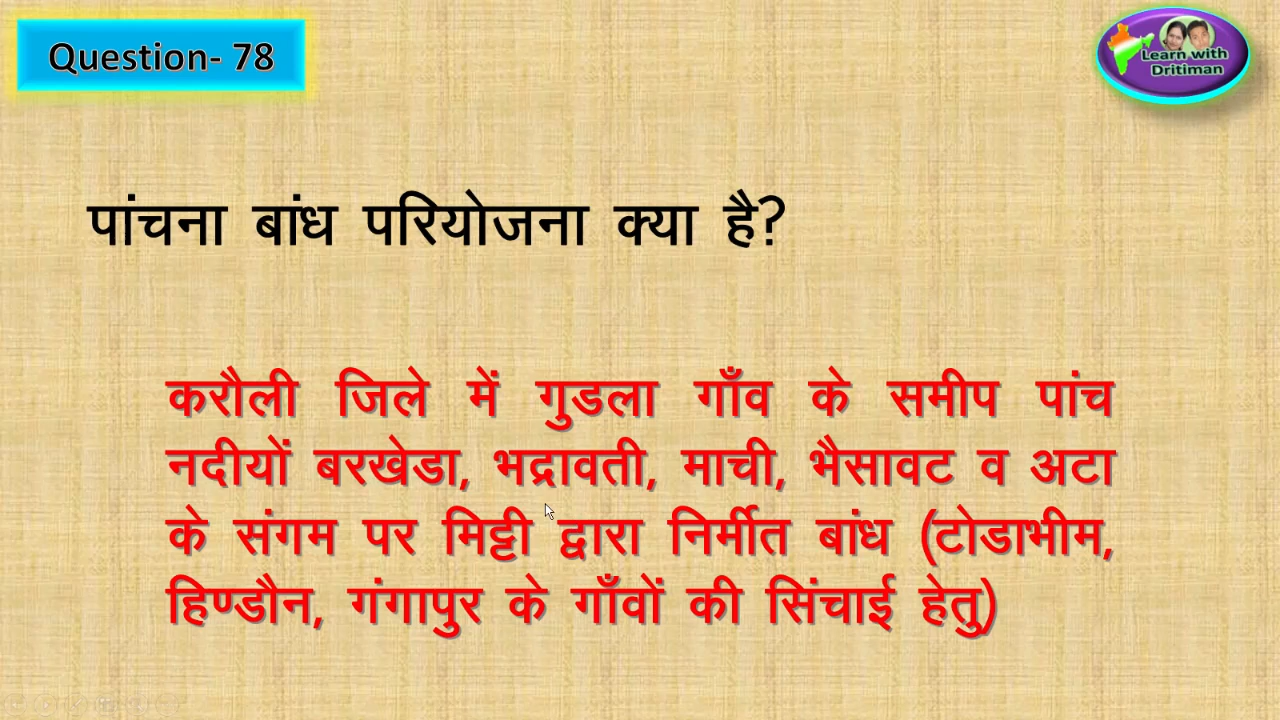 Question- 78
Learn with
Dritiman
पांचना बांध परियोजना क्या है?
करौली जिले में गुडला गाँव के समीप पांच
नदीयों बरखेडा, भद्रावती, माची, भैसावट व अटा
के संगम पर मिट्टी द्वारा निर्मीत बांध (टोडाभीम,
हिण्डौन, गंगापुर के गाँवों की सिंचाई हेतु)